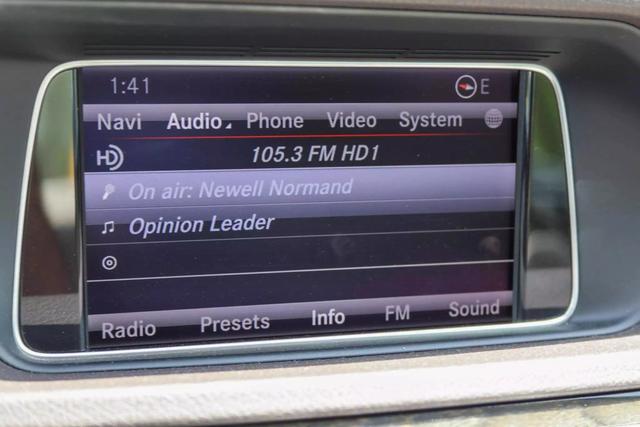 1:41 E
Navi Audio Phone Video System
HD 105.3 FM HD1
On air: Newell Normand
Opinion Leader
Radio Presets Info FM Sound